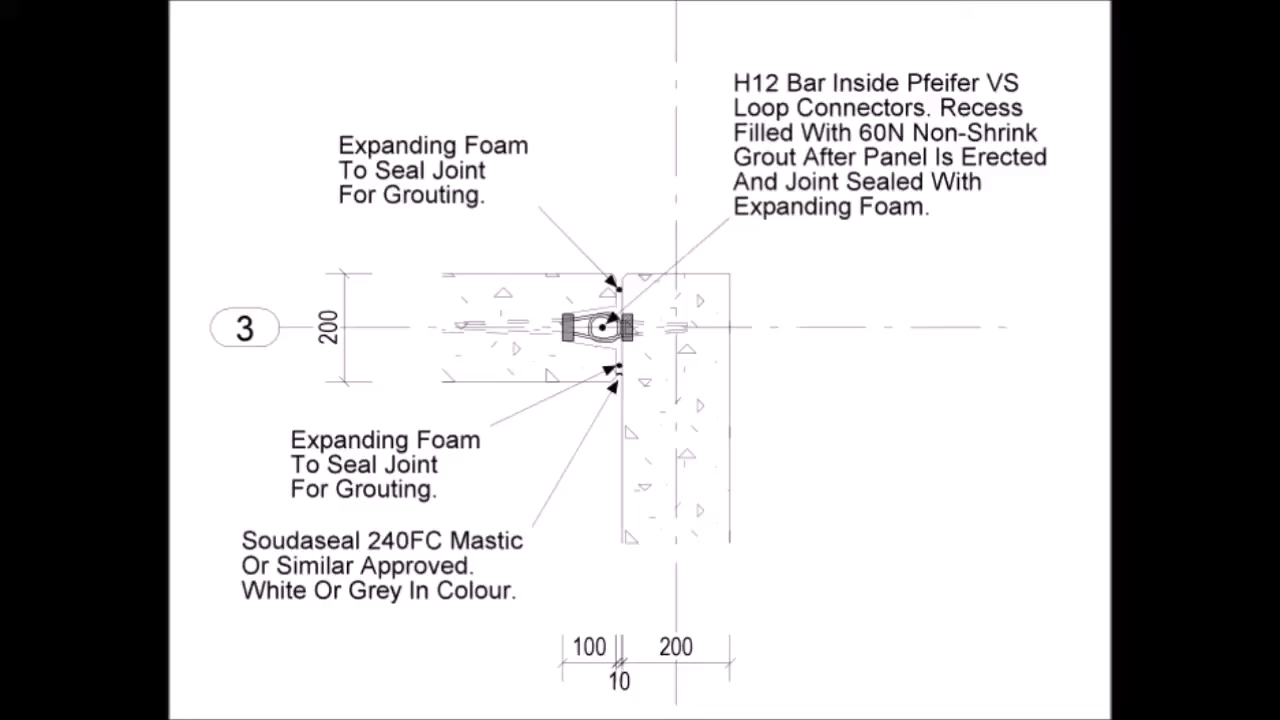 H12 Bar Inside Pfeifer VS
Loop Connectors. Recess
Filled With 60N Non-Shrink
Grout After Panel Is Erected
And Joint Sealed With
Expanding Foam.
Expanding Foam
To Seal Joint
For Grouting.
3
200
Expanding Foam
To Seal Joint
For Grouting.
Soudaseal 240FC Mastic
Or Similar Approved.
White Or Grey In Colour.
100
200
10